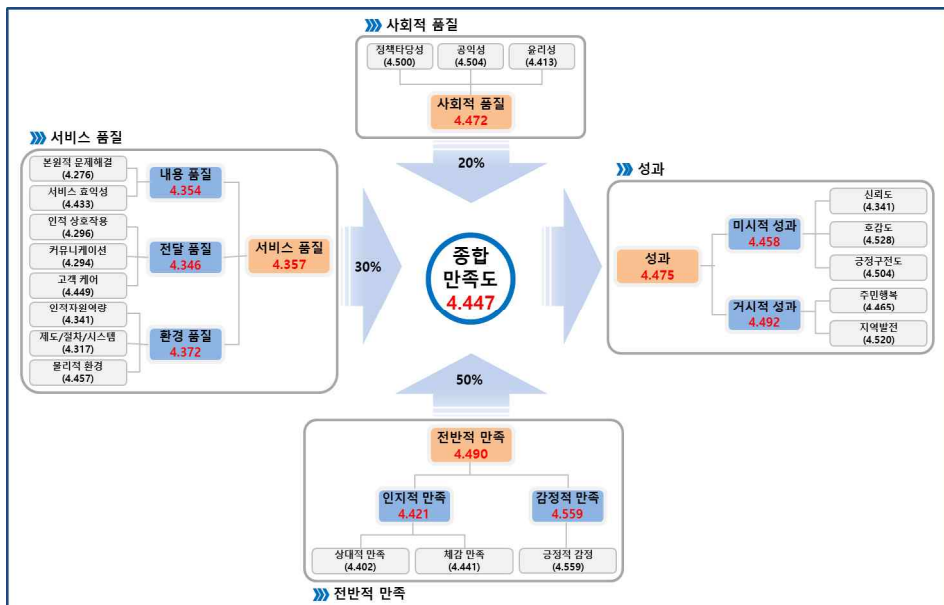 사회적 품질
정책타당성
(4.500)
공익성
(4.504)
윤리성
(4.413)
사회적 품질
4.472
20%
서비스 품질
본원적 문제해결
(4.276)
서비스 효익성
(4.433)
인적 상호작용
(4.296)
커뮤니케이션
(4.294)
고객 케어
(4.449)
인적자원역량
(4.341)
제도/절차/시스템
(4.317)
물리적 환경
(4.457)
내용 품질
4.354
전달 품질
4.346
환경 품질
4.372
서비스 품질
4.357
30%
종합
만족도
4.447
성과
성과
4.475
미시적 성과
4.458
거시적 성과
4.492
신뢰도
(4.341)
호감도
(4.528)
긍정구전도
(4.504)
주민행복
(4.465)
지역발전
(4.520)
50%
전반적 만족
4.490
인지적 만족
4.421
감정적 만족
4.559
상대적 만족
(4.402)
체감 만족
(4.441)
긍정적 감정
(4.559)
전반적 만족